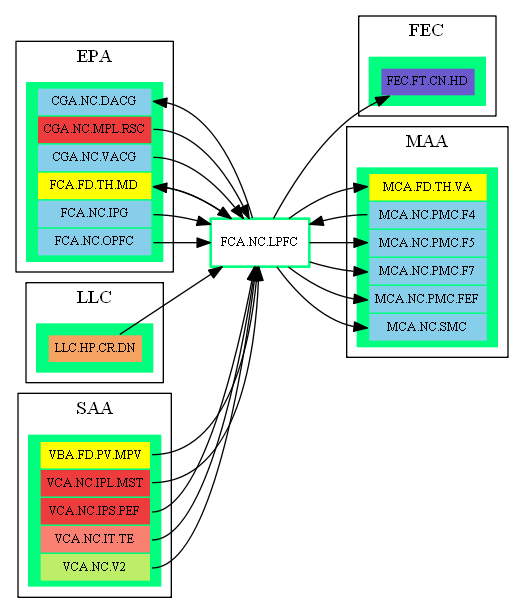 EPA
CGA.NC.DACG
CGA.NC.MPL.RSC
CGA.NC.VACG
FCA.FD.TH.MD
FCA.NC.IPG
FCA.NC.OPFC
LLC
LLC.HP.CR.DN
SAA
VBA.FD.PV.MPV
VCA.NC.IPL.MST
VCA.NC.IPS.PEF
VCA.NC.IT.TE
VCA.NC.V2
FCA.NC.LPFC
FEC
FEC.FT.CN.HD
MAA
MCA.FD.TH.VA
MCA.NC.PMC.F4
MCA.NC.PMC.F5
MCA.NC.PMC.F7
MCA.NC.PMC.FEF
MCA.NC.SMC